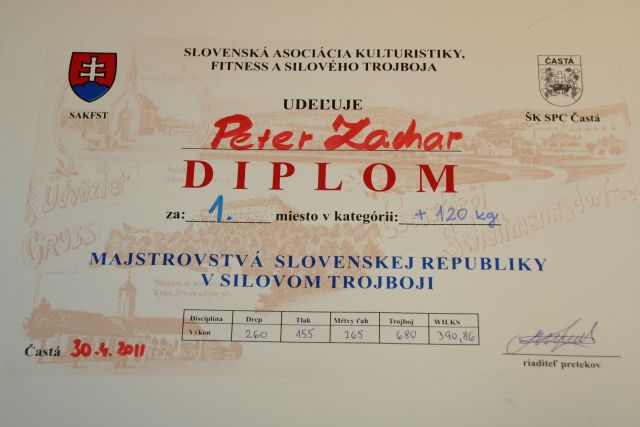 SLOVENSKÁ ASOCIÁCIA KULTURISTIKY,
FITNESS A SILOVÉHO TROJBOJA
ČASTÁ
SAKFST
UDEĽUJE
ŠK SPC Častá
Peter Zachar
DIPLOM
za: 1. miesto v kategórii: + 120 kg
Üdvözlet
Gruss
MAJSTROVSTVÁ SLOVENSKEJ REPUBLIKY
V SILOVOM TROJBOJI
Disciplína Drep Tlak Mŕtvy ťah Trojboj WILKS
Výkon 260 155 265 680 390,86
Častá 30.4.2011
riaditeľ pretekov